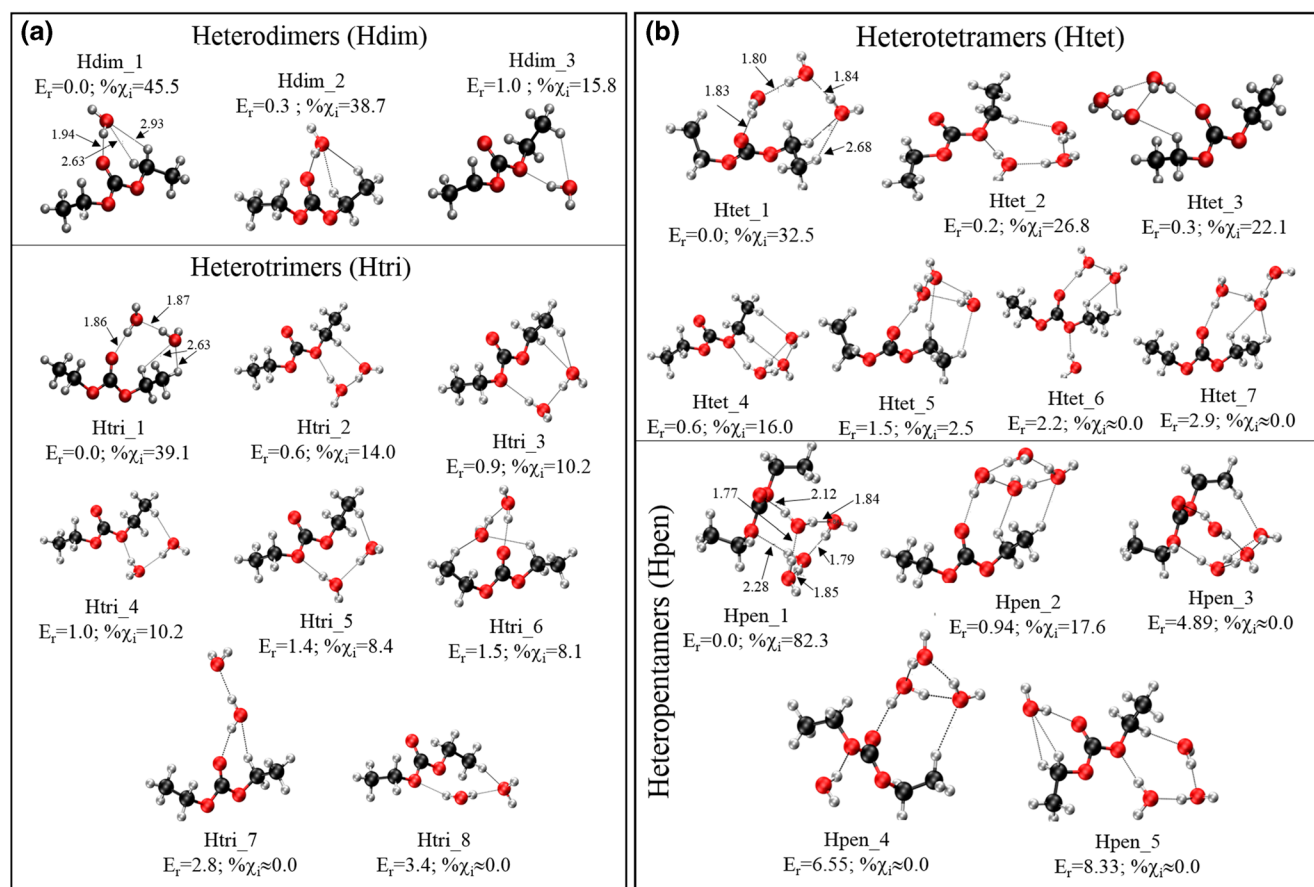 (a)
Heterodimers (Hdim)
Hdim_1
Er=0.0; %χi=45.5
1.94
2.63
2.93
Hdim_2
Er=0.3 ; %χi=38.7
Hdim_3
Er=1.0 ; %χi=15.8
Heterotrimers (Htri)
1.86
1.87
2.63
Htri_1
Er=0.0; %χi=39.1
Htri_2
Er=0.6; %χi=14.0
Htri_3
Er=0.9; %χi=10.2
Htri_4
Er=1.0; %χi=10.2
Htri_5
Er=1.4; %χi=8.4
Htri_6
Er=1.5; %χi=8.1
Htri_7
Er=2.8; %χi≈0.0
Htri_8
Er=3.4; %χi≈0.0
(b)
Heterotetramers (Htet)
1.80
1.84
1.83
2.68
Htet_1
Er=0.0; %χi=32.5
Htet_2
Er=0.2; %χi=26.8
Htet_3
Er=0.3; %χi=22.1
Htet_4
Er=0.6; %χi=16.0
Htet_5
Er=1.5; %χi=2.5
Htet_6
Er=2.2; %χi≈0.0
Htet_7
Er=2.9; %χi≈0.0
Heteropentamers (Hpen)
1.77
2.12
1.84
1.79
2.28
1.85
Hpen_1
Er=0.0; %χi=82.3
Hpen_2
Er=0.94; %χi=17.6
Hpen_3
Er=4.89; %χi≈0.0
Hpen_4
Er=6.55; %χi≈0.0
Hpen_5
Er=8.33; %χi≈0.0